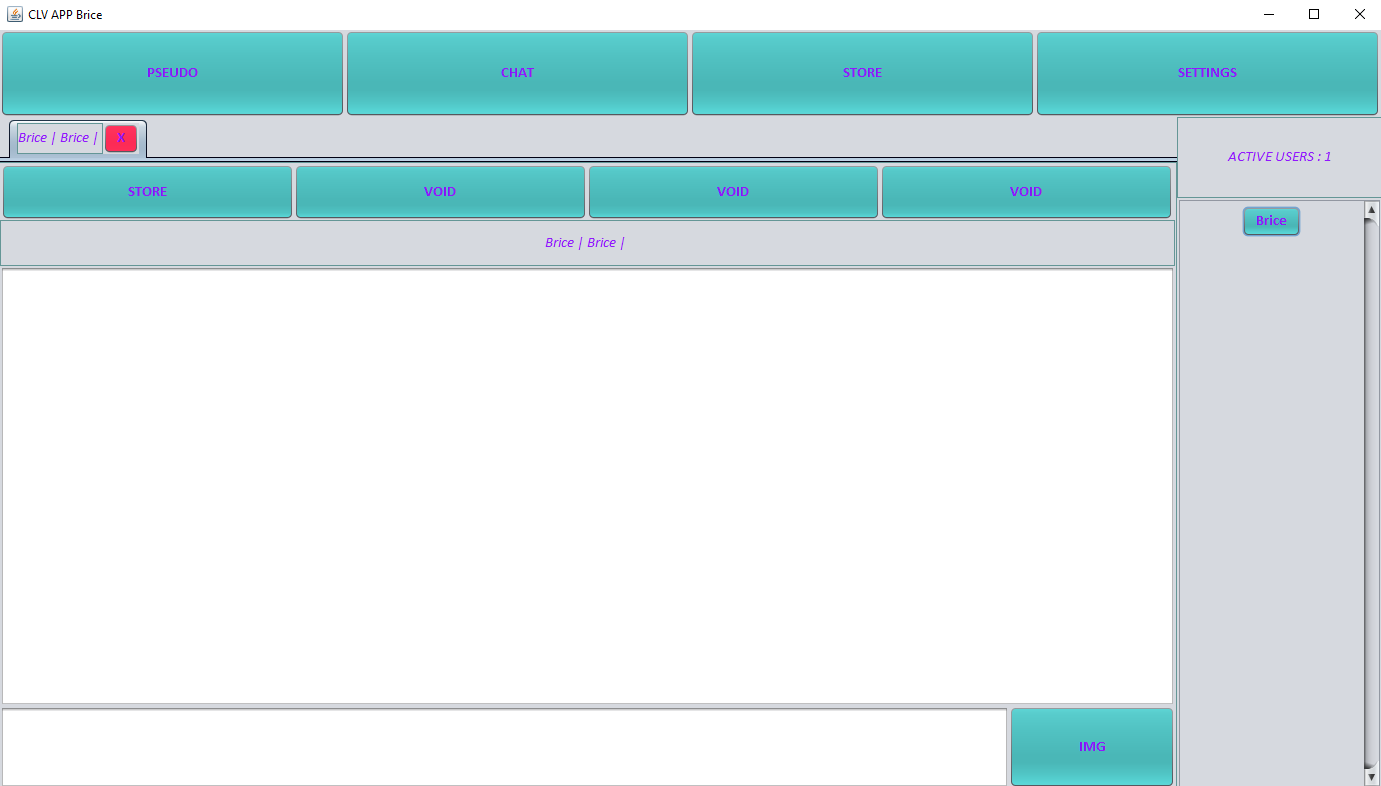 CLV APP Brice
PSEUDO CHAT STORE SETTINGS
Brice | Brice | X
ACTIVE USERS : 1
STORE VOID VOID VOID
Brice
Brice | Brice |
IMG